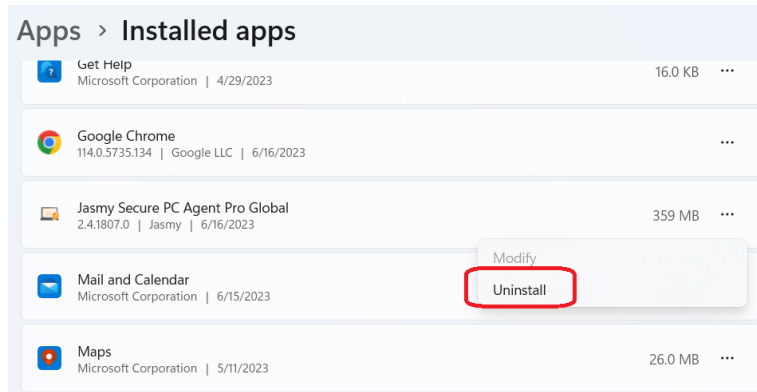 Apps > Installed apps
Get Help
Microsoft Corporation | 4/29/2023
16.0 KB
Google Chrome
114.0.5735.134 | Google LLC | 6/16/2023
Jasmy Secure PC Agent Pro Global
2.4.1807.0 | Jasmy | 6/16/2023
359 MB
Modify
Uninstall
Mail and Calendar
Microsoft Corporation | 6/15/2023
Maps
Microsoft Corporation | 5/11/2023
26.0 MB